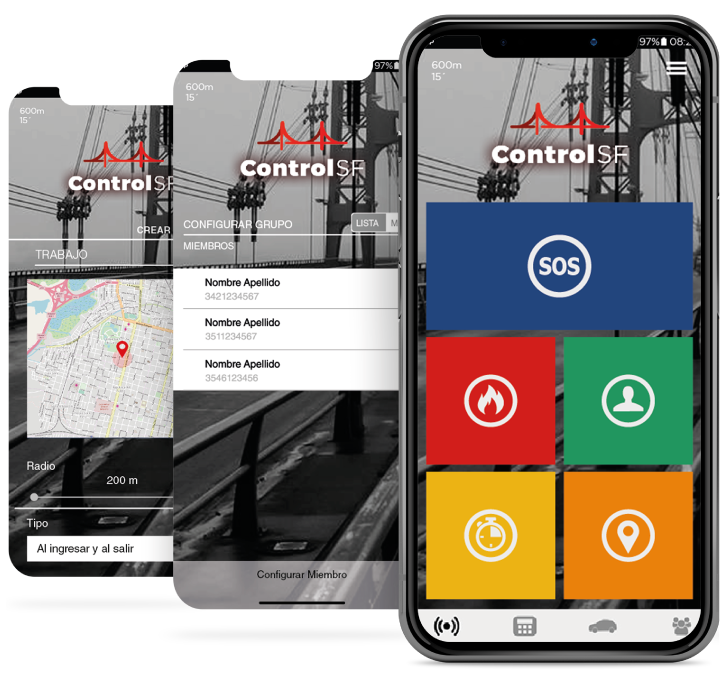 600m
15°
ControlSF
CREAR
TRABAJO
Radio
200 m
Tipo
Al ingresar y al salir
97%
600m
15°
ControlSF
CONFIGURAR GRUPO
LISTA M
MIEMBROS
Nombre Apellido
3421234567
Nombre Apellido
3511234567
Nombre Apellido
3546123456
Configurar Miembro
97% 08:2
600m
15°
ControlSF
SOS